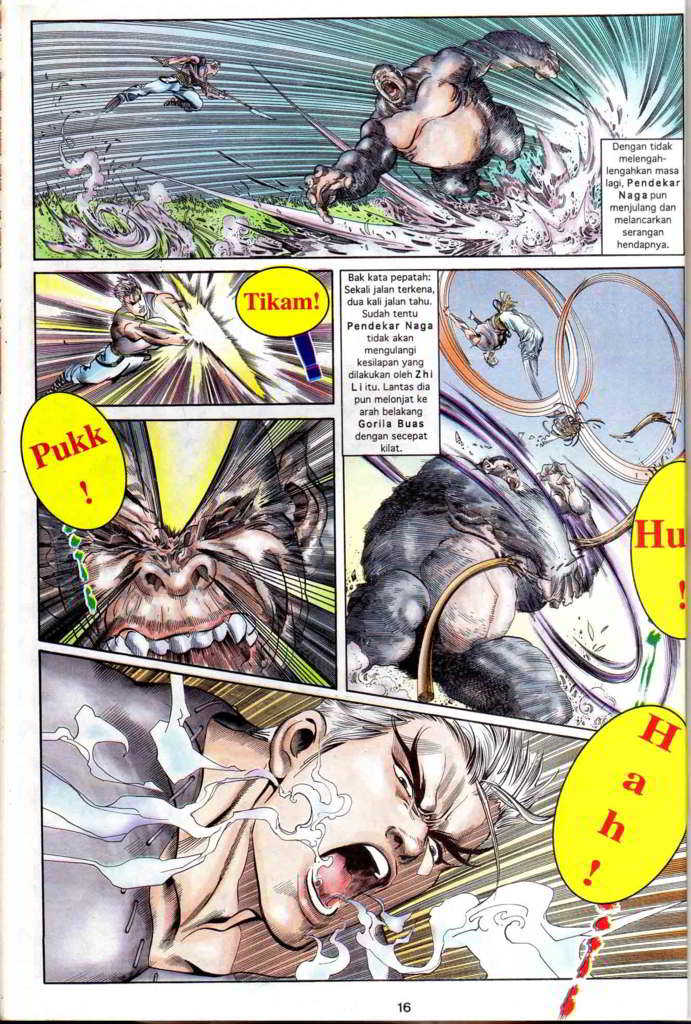 Dengan tidak
melengah-
lengahkan masa
lagi, Pendekar
Naga pun
menjulang dan
melancarkan
serangan
hendapnya.
Tikam!
Bak kata pepatah:
Sekali jalan terkena,
dua kali jalan tahu.
Sudah tentu
Pendekar Naga
tidak akan
mengulangi
kesilapan yang
dilakukan oleh Zhi
Li itu. Lantas dia
pun melonjat ke
arah belakang
Gorila Buas
dengan secepat
kilat.
Pukk
!
Hu
!
H
a
h
!
16